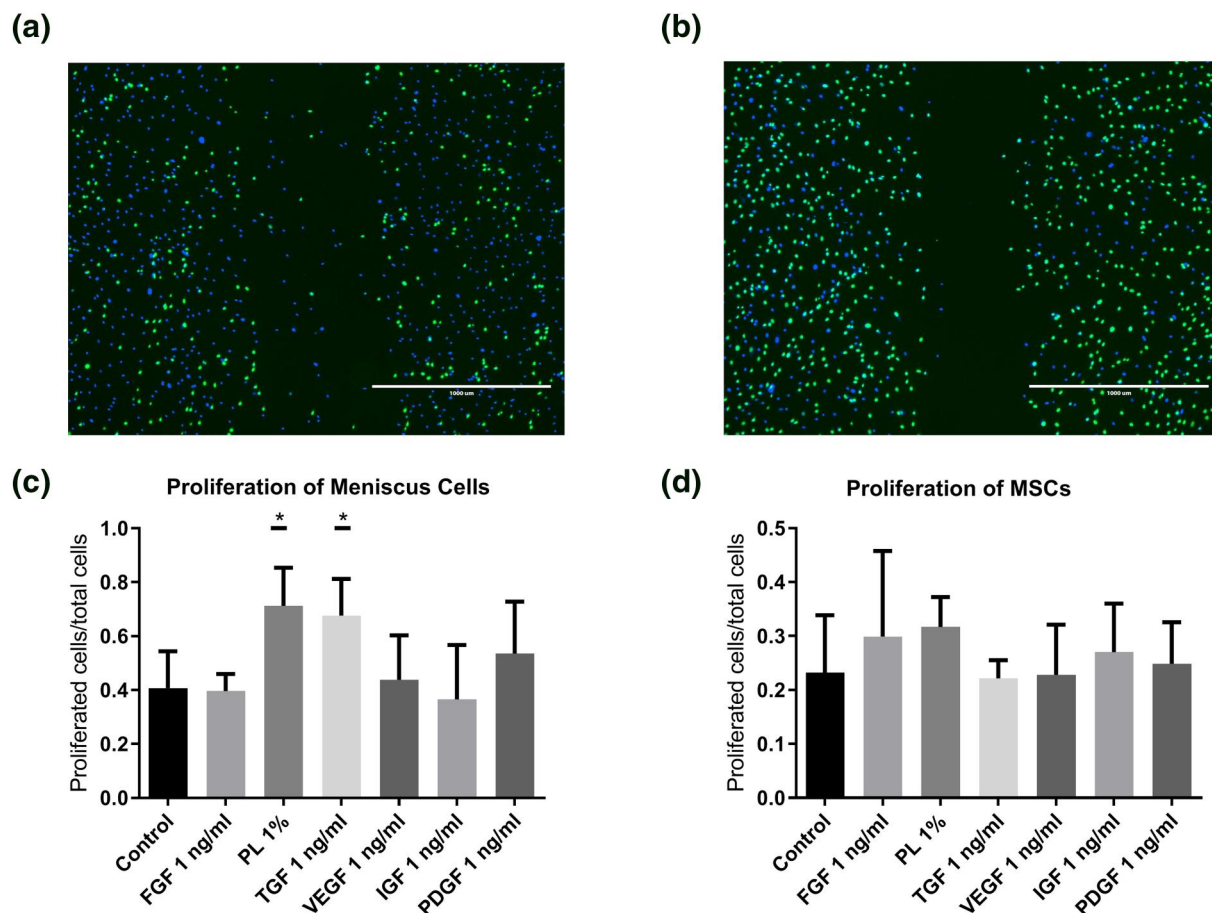 (a)
(b)
1000 um
1000 um
(c)
Proliferation of Meniscus Cells
Proliferated cells/total cells
1.0
0.8
0.6
0.4
0.2
0.0
*
*
Control
FGF 1 ng/ml
PL 1%
TGF 1 ng/ml
VEGF 1 ng/ml
IGF 1 ng/ml
PDGF 1 ng/ml
(d)
Proliferation of MSCs
Proliferated cells/total cells
0.5
0.4
0.3
0.2
0.1
0.0
Control
FGF 1 ng/ml
PL 1%
TGF 1 ng/ml
VEGF 1 ng/ml
IGF 1 ng/ml
PDGF 1 ng/ml